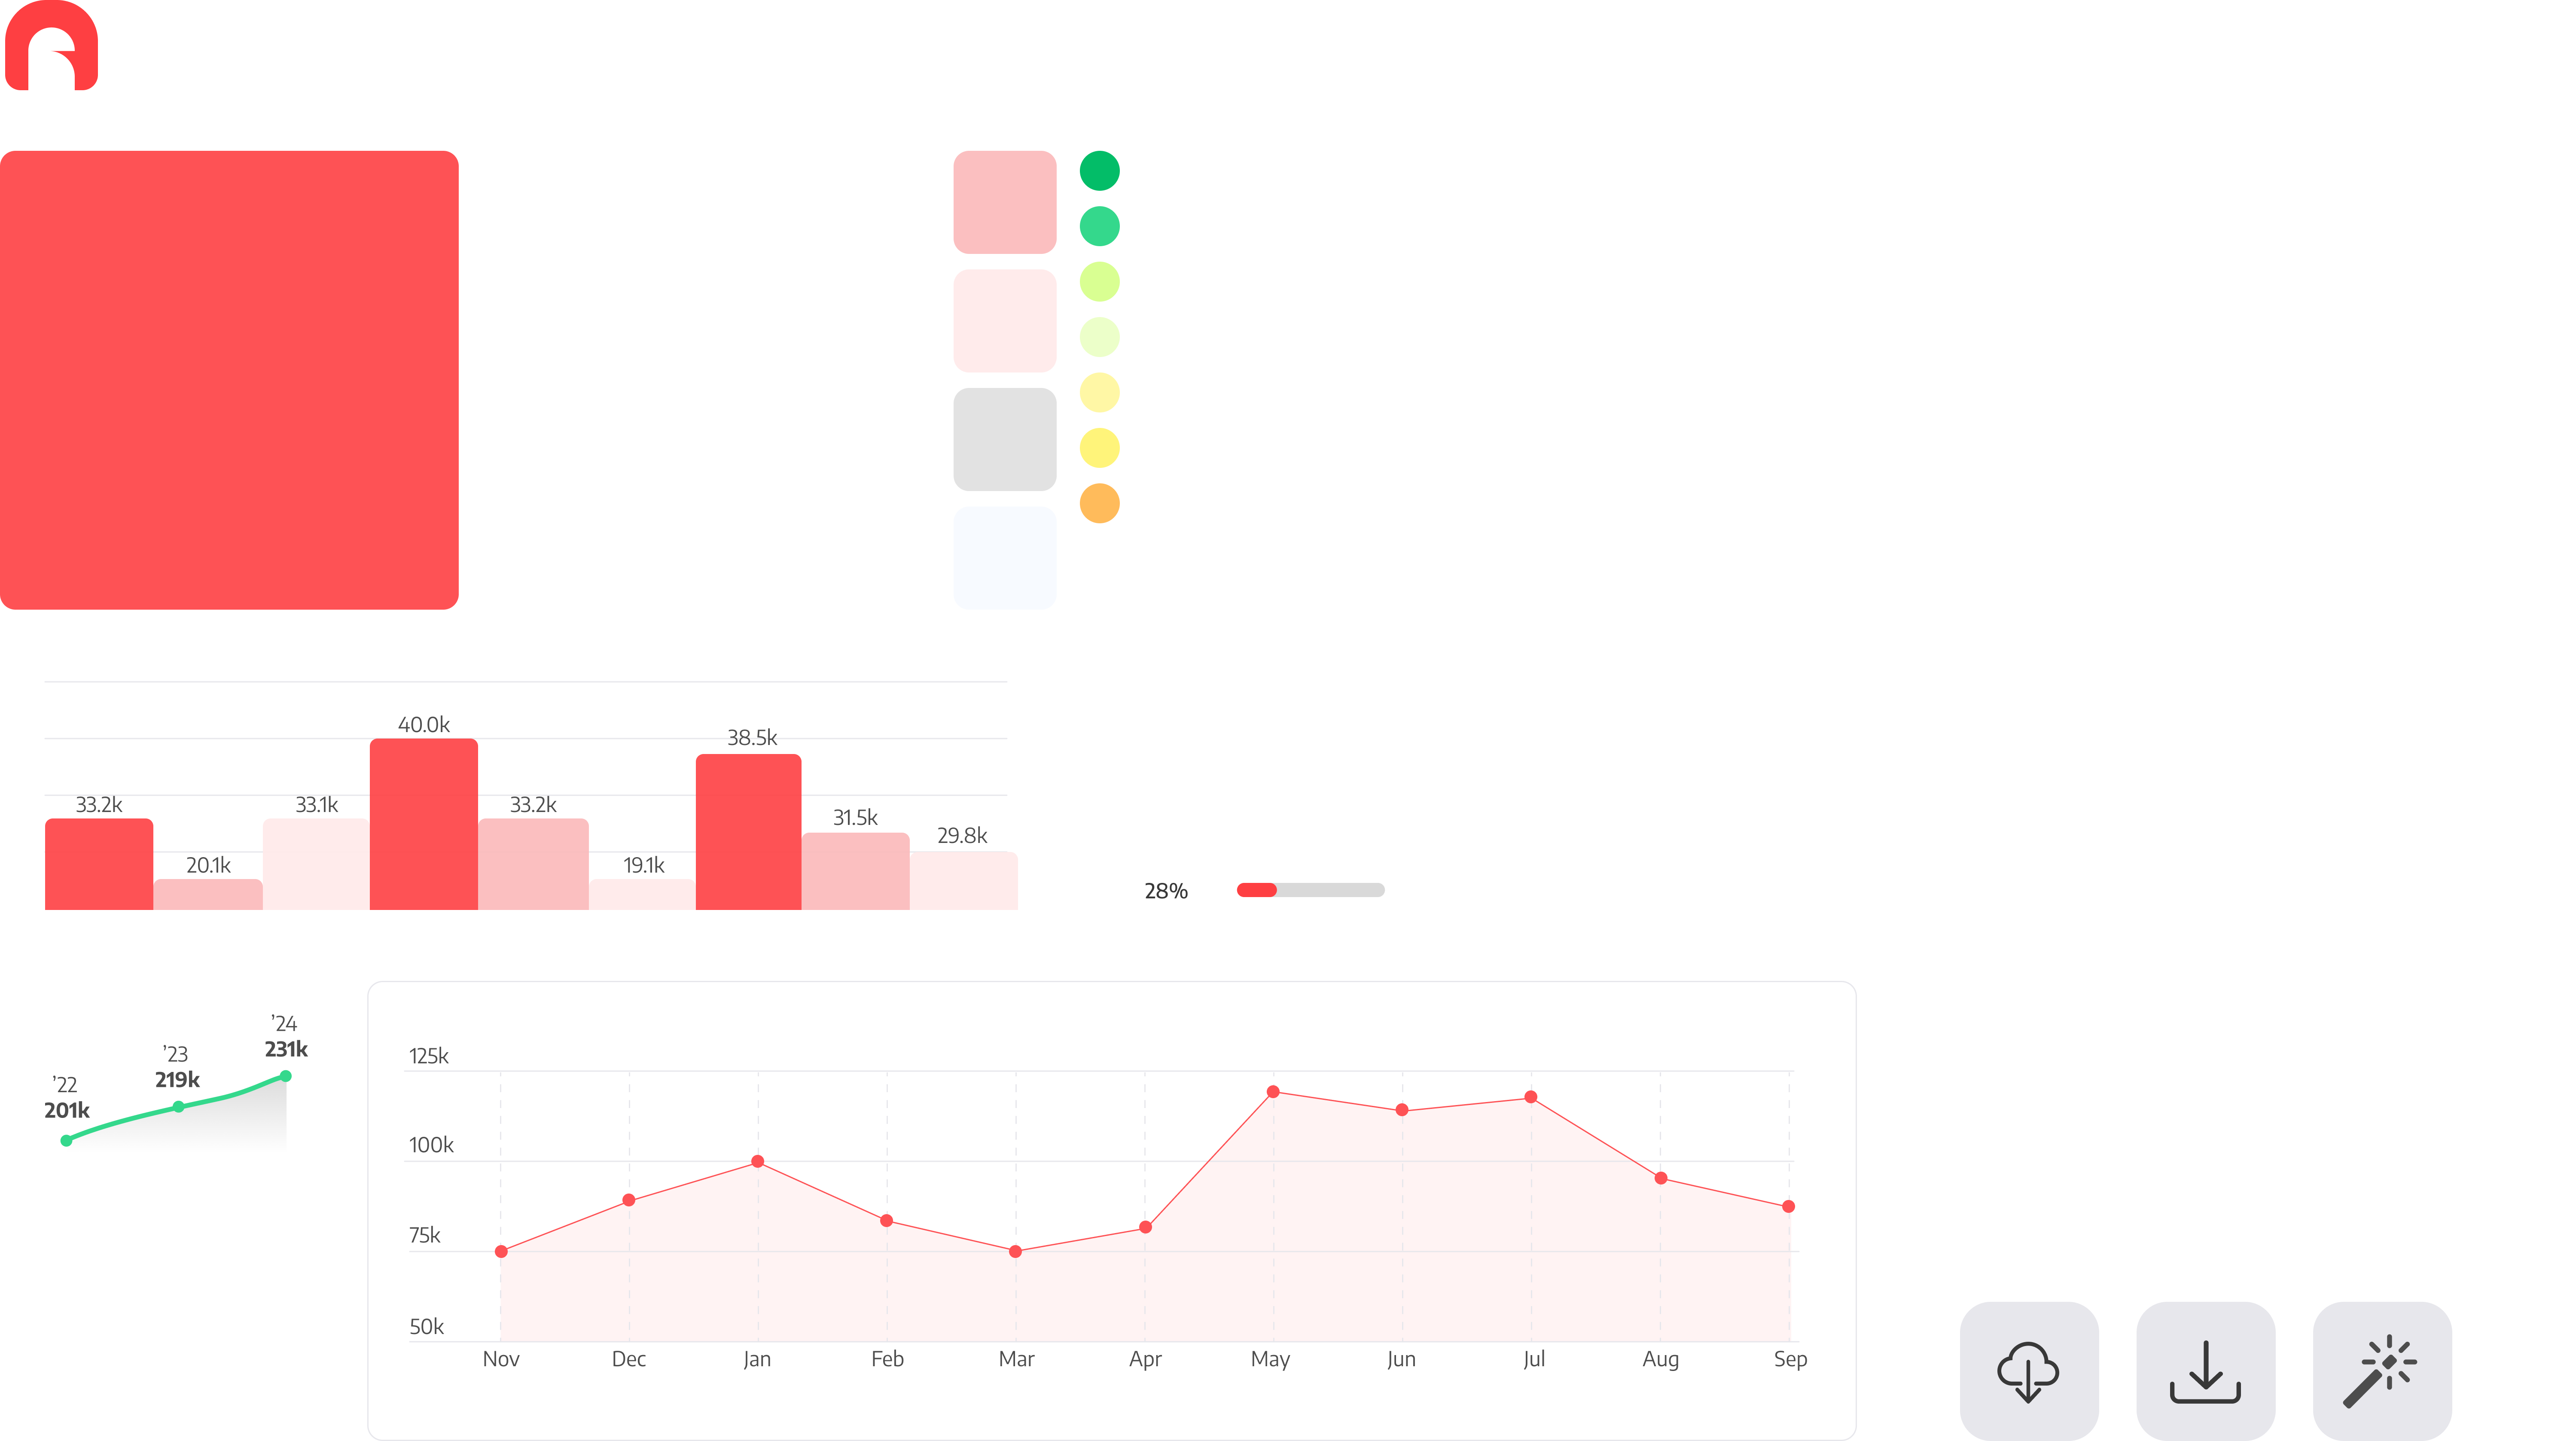 40.0k
38.5k
33.2k
33.1k
33.2k
31.5k
29.8k
20.1k
19.1k
28%
’24
231k
’23
219k
’22
201k
125k
100k
75k
50k
Nov Dec Jan Feb Mar Apr May Jun Jul Aug Sep